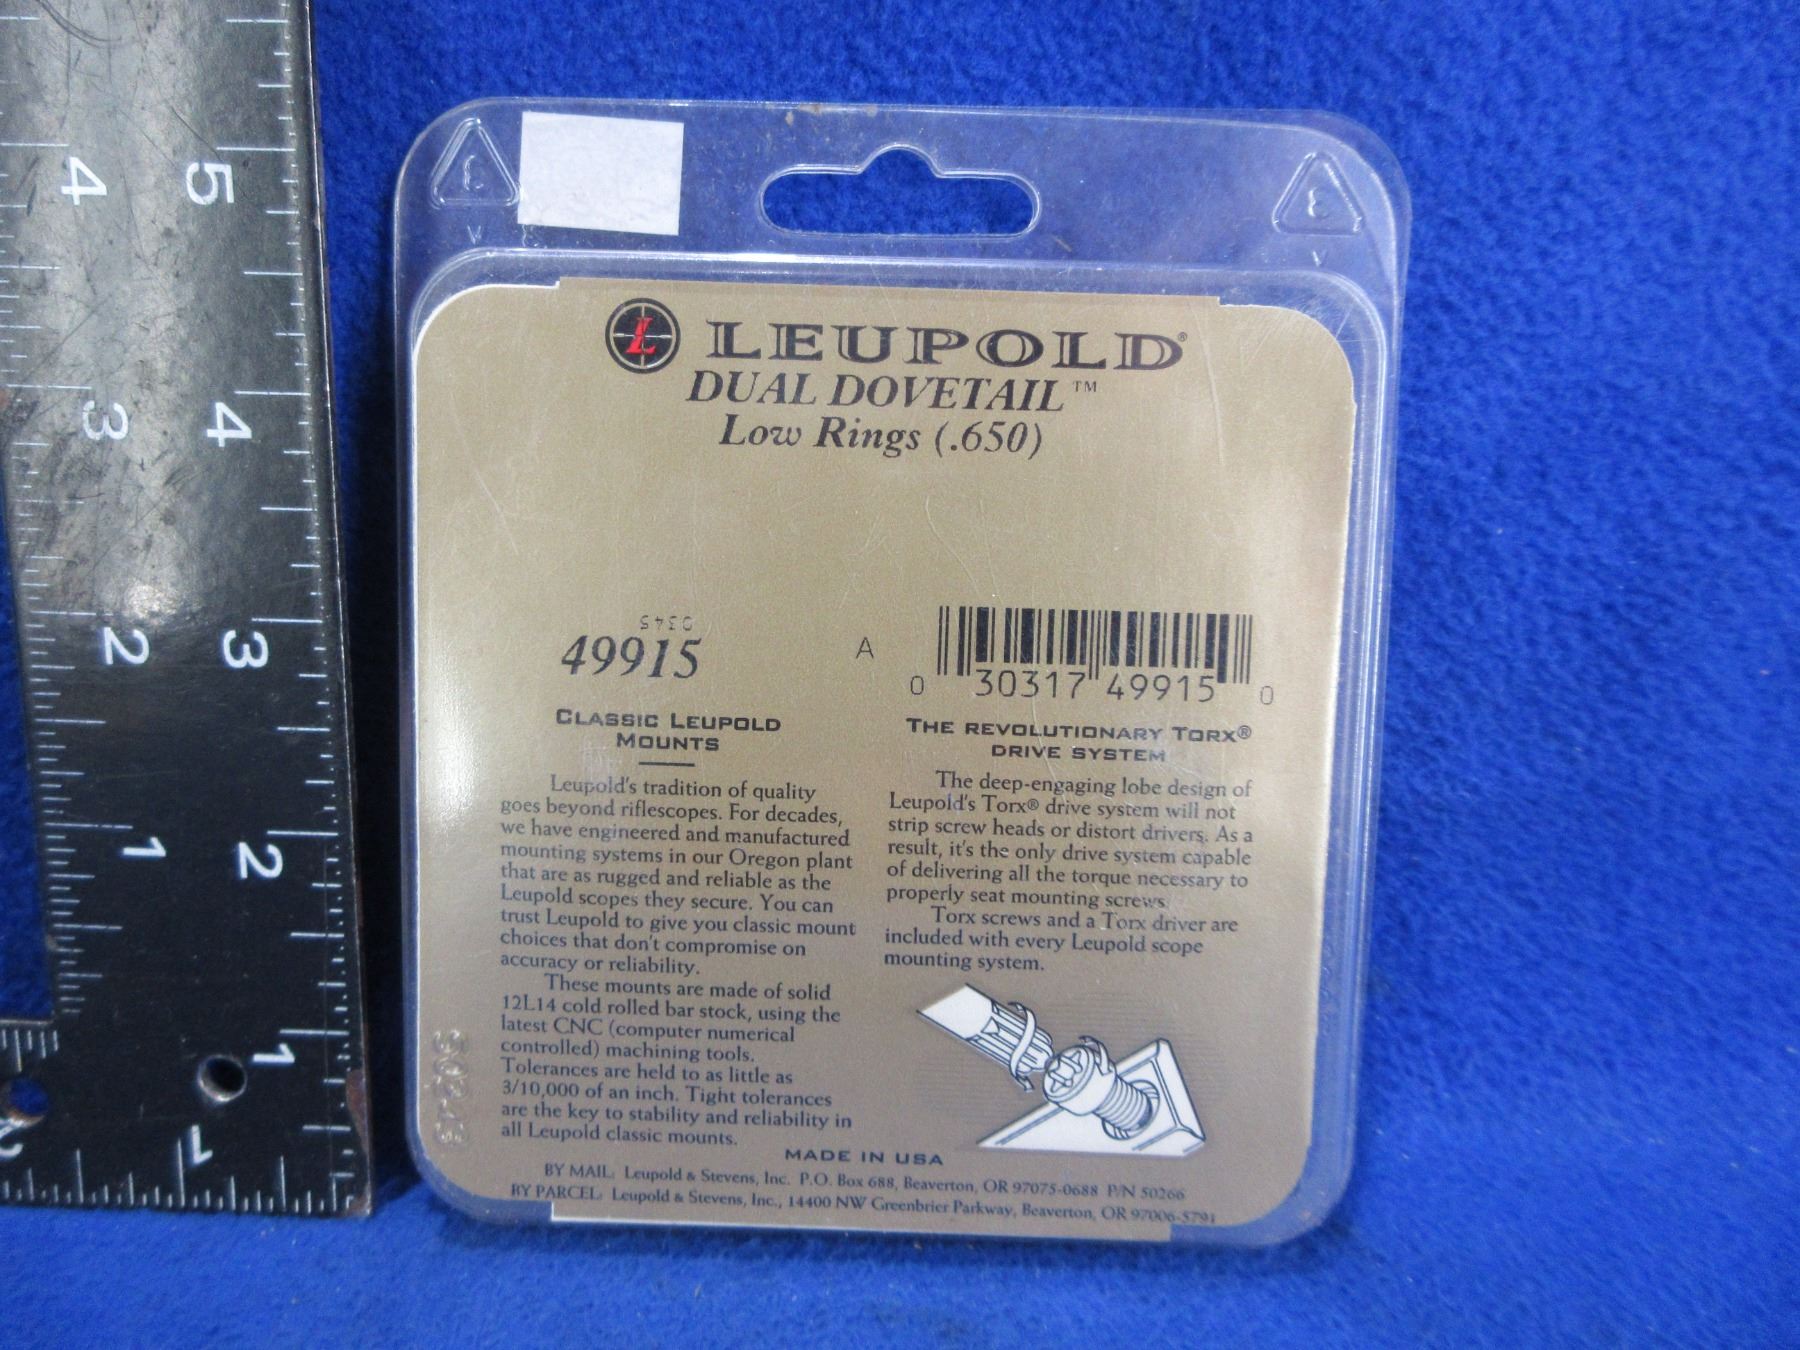 5
4
4
3
3
2
2
1
1
1
2
3
3
L LEUPOLD®
DUAL DOVETAIL™
Low Rings (.650)
0345
49915
A
0 30317 49915 0
CLASSIC LEUPOLD
MOUNTS
Leupold's tradition of quality
goes beyond riflescopes. For decades,
we have engineered and manufactured
mounting systems in our Oregon plant
that are as rugged and reliable as the
Leupold scopes they secure. You can
trust Leupold to give you classic mount
choices that don't compromise on
accuracy or reliability.
These mounts are made of solid
12L14 cold rolled bar stock, using the
latest CNC (computer numerical
controlled) machining tools.
Tolerances are held to as little as
3/10,000 of an inch. Tight tolerances
are the key to stability and reliability in
all Leupold classic mounts.
THE REVOLUTIONARY TORX®
DRIVE SYSTEM
The deep-engaging lobe design of
Leupold's Torx® drive system will not
strip screw heads or distort drivers. As a
result, it's the only drive system capable
of delivering all the torque necessary to
properly seat mounting screws.
Torx screws and a Torx driver are
included with every Leupold scope
mounting system.
MADE IN USA
BY MAIL: Leupold & Stevens, Inc. P.O. Box 688, Beaverton, OR 97075-0688 P/N 50266
BY PARCEL: Leupold & Stevens, Inc., 14400 NW Greenbrier Parkway, Beaverton, OR 97006-5791